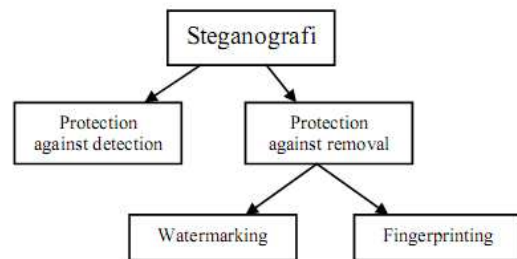 Steganografi
Protection
against detection
Protection
against removal
Watermarking
Fingerprinting